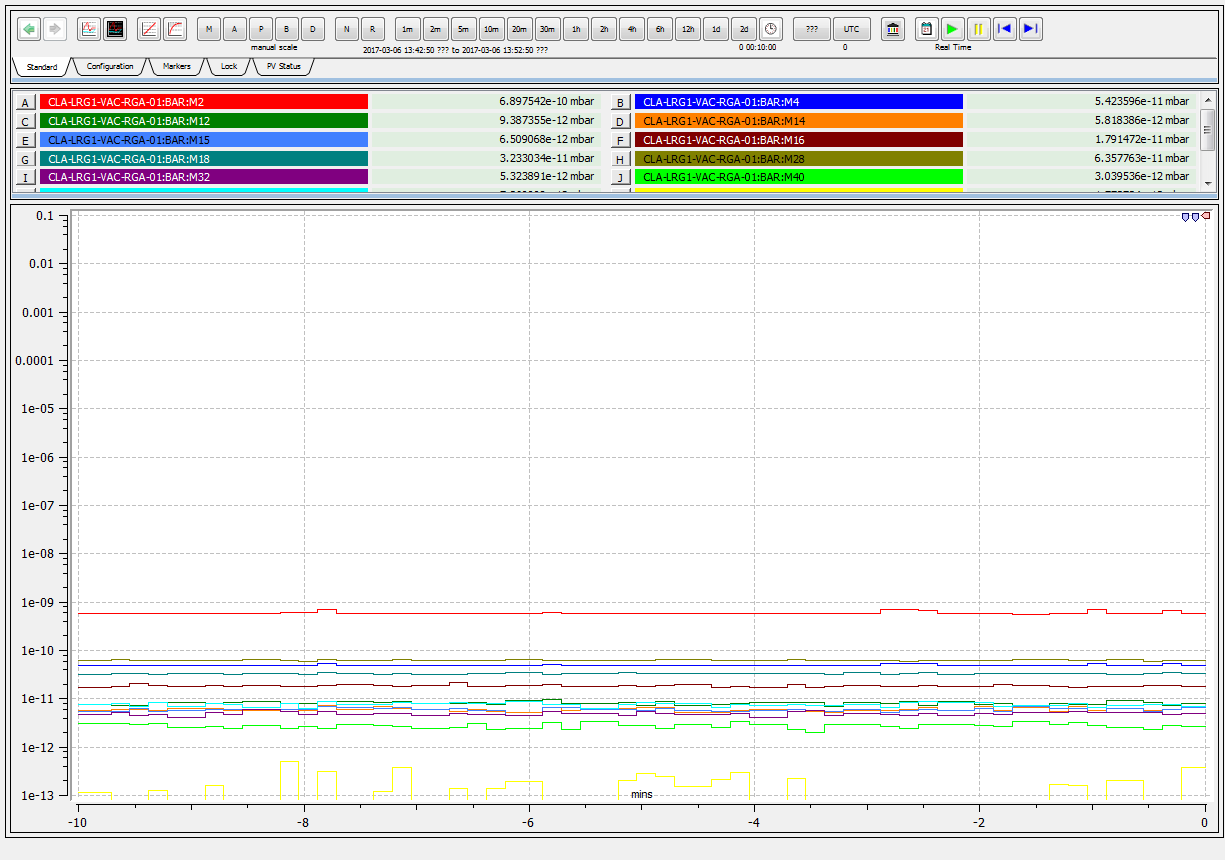 M A P B D N R 1m 2m 5m 10m 20m 30m 1h 2h 4h 6h 12h 1d 2d ??? UTC
manual scale 2017-03-06 13:42:50 ??? to 2017-03-06 13:52:50 ??? 0 00:10:00 0 Real Time
Standard Configuration Markers Lock PV Status
A CLA-LRG1-VAC-RGA-01:BAR:M2 6.897542e-10 mbar B CLA-LRG1-VAC-RGA-01:BAR:M4 5.423596e-11 mbar
C CLA-LRG1-VAC-RGA-01:BAR:M12 9.387355e-12 mbar D CLA-LRG1-VAC-RGA-01:BAR:M14 5.818386e-12 mbar
E CLA-LRG1-VAC-RGA-01:BAR:M15 6.509068e-12 mbar F CLA-LRG1-VAC-RGA-01:BAR:M16 1.791472e-11 mbar
G CLA-LRG1-VAC-RGA-01:BAR:M18 3.233034e-11 mbar H CLA-LRG1-VAC-RGA-01:BAR:M28 6.357763e-11 mbar
I CLA-LRG1-VAC-RGA-01:BAR:M32 5.323891e-12 mbar J CLA-LRG1-VAC-RGA-01:BAR:M40 3.039536e-12 mbar
0.1
0.01
0.001
0.0001
1e-05
1e-06
1e-07
1e-08
1e-09
1e-10
1e-11
1e-12
1e-13
mins
-10 -8 -6 -4 -2 0